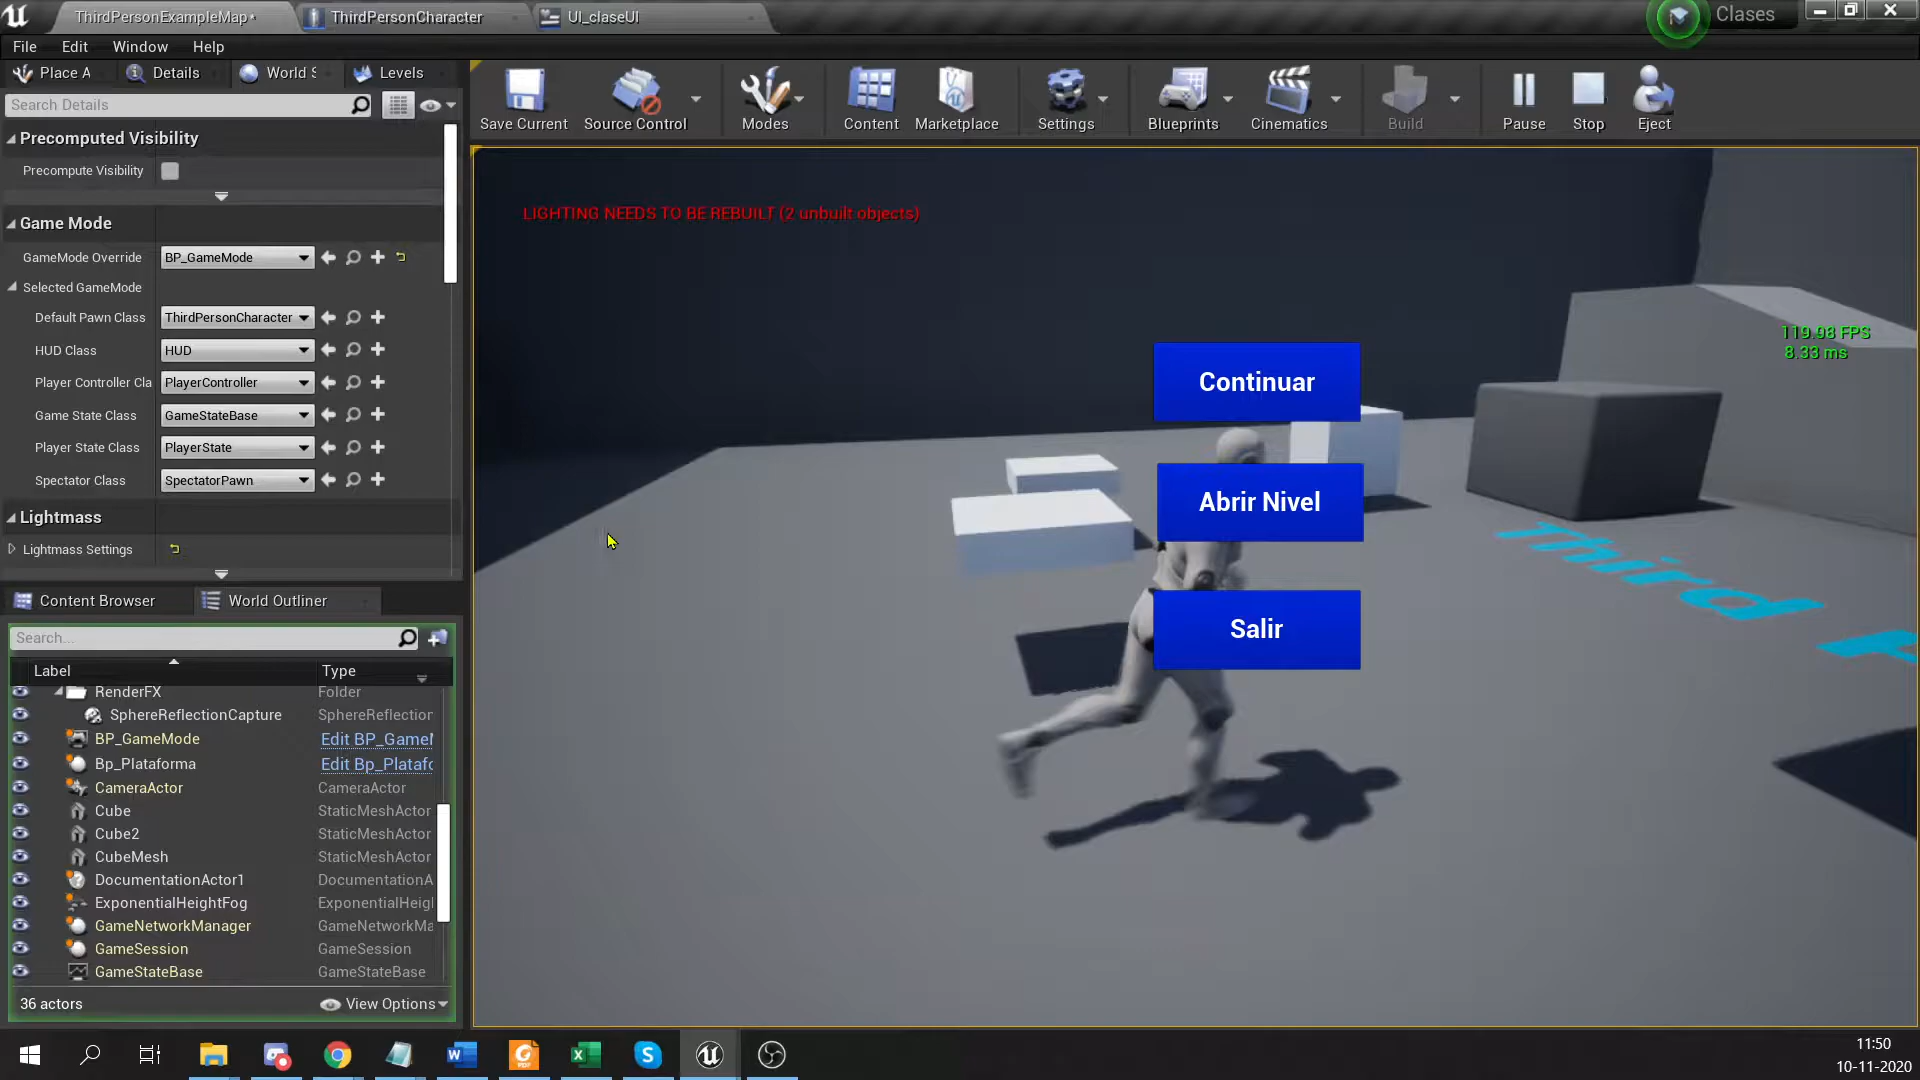 ThirdPersonExampleMap•
ThirdPersonCharacter
UI_claseUI
Clases
File Edit Window Help
Place A Details World S Levels
Search Details
Precomputed Visibility
Precompute Visibility
Game Mode
GameMode Override BP_GameMode
Selected GameMode
Default Pawn Class ThirdPersonCharacter
HUD Class HUD
Player Controller Cla PlayerController
Game State Class GameStateBase
Player State Class PlayerState
Spectator Class SpectatorPawn
Lightmass
Lightmass Settings
Content Browser World Outliner
Search...
Label Type
RenderFX Folder
SphereReflectionCapture SphereReflection
BP_GameMode Edit BP_GameM
Bp_Plataforma Edit Bp_Platafo
CameraActor CameraActor
Cube StaticMeshActor
Cube2 StaticMeshActor
CubeMesh StaticMeshActor
DocumentationActor1 DocumentationA
ExponentialHeightFog ExponentialHeigl
GameNetworkManager GameNetworkMa
GameSession GameSession
GameStateBase GameStateBase
36 actors View Options
Save Current Source Control Modes Content Marketplace Settings Blueprints Cinematics Build Pause Stop Eject
LIGHTING NEEDS TO BE REBUILT (2 unbuilt objects)
119.98 FPS
8.33 ms
Continuar
Abrir Nivel
Salir
Third P
11:50
10-11-2020